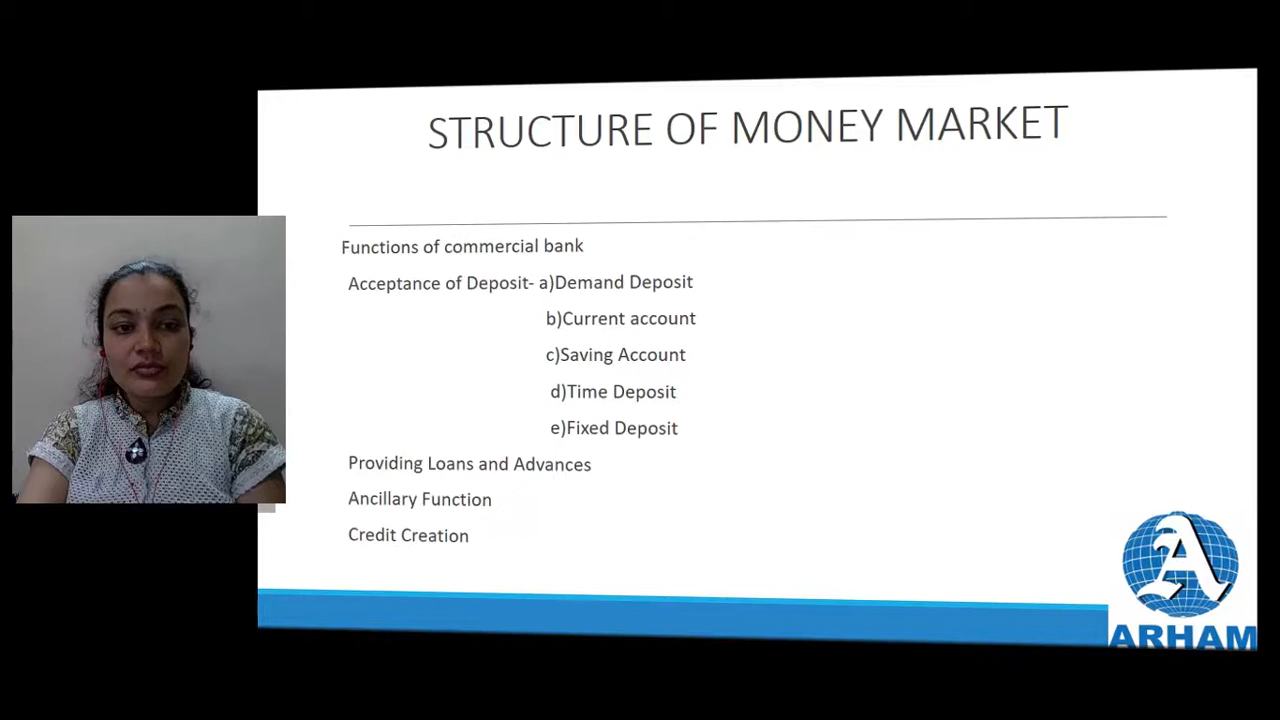 STRUCTURE OF MONEY MARKET
Functions of commercial bank
Acceptance of Deposit- a)Demand Deposit
b)Current account
c)Saving Account
d)Time Deposit
e)Fixed Deposit
Providing Loans and Advances
Ancillary Function
Credit Creation
A
ARHAM